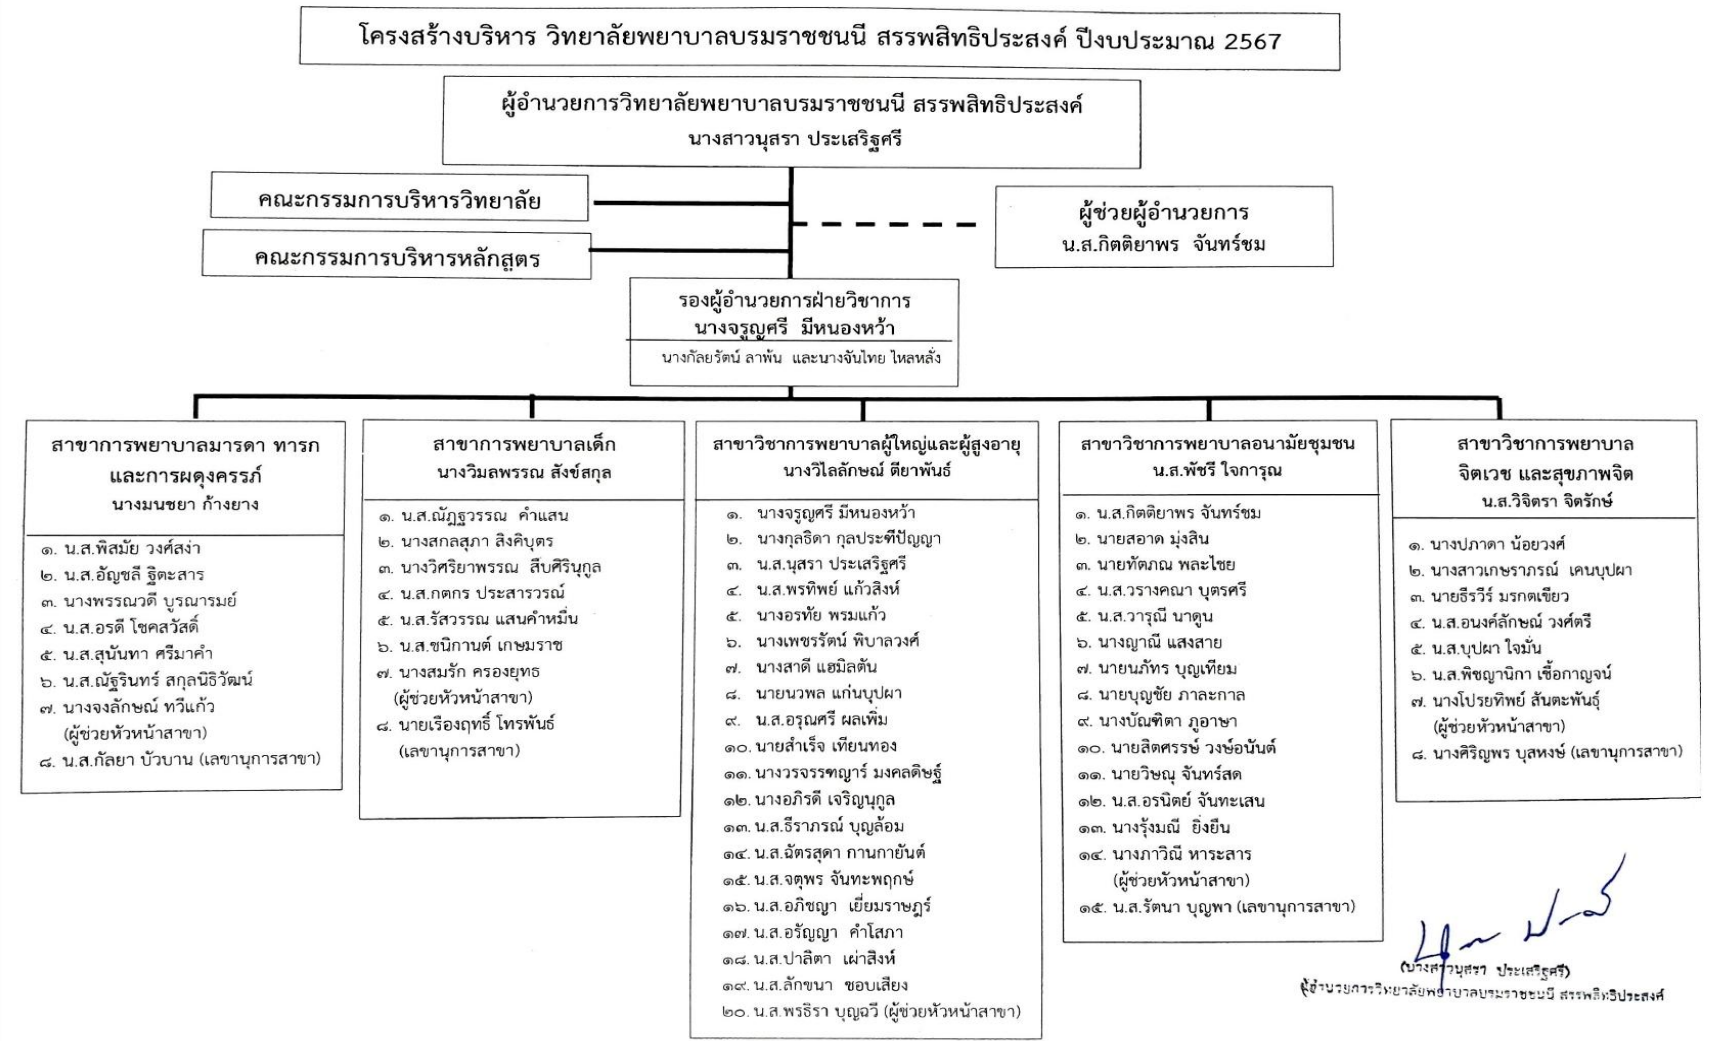 โครงสร้างบริหาร วิทยาลัยพยาบาลบรมราชชนนี สรรพสิทธิประสงค์ ปีงบประมาณ 2567
ผู้อำนวยการวิทยาลัยพยาบาลบรมราชชนนี สรรพสิทธิประสงค์
นางสาวนุสรา ประเสริฐศรี
คณะกรรมการบริหารวิทยาลัย
คณะกรรมการบริหารหลักสูตร
ผู้ช่วยผู้อำนวยการ
น.ส.กิตติยาพร จันทร์ชม
รองผู้อำนวยการฝ่ายวิชาการ
นางจรูญศรี มีหนองหว้า
นางกัลยรัตน์ ลาพ้น และนางจันไทย ไหลหลั่ง
สาขาการพยาบาลมารดา ทารก
และการผดุงครรภ์
นางมนชยา ก้างยาง
๑. น.ส.พิสมัย วงศ์สง่า
๒. น.ส.อัญชลี ฐิตะสาร
๓. นางพรรณวดี บูรณารมย์
๔. น.ส.อรดี โชคสวัสดิ์
๕. น.ส.สุนันทา ศรีมาคำ
๖. น.ส.ณัฐรินทร์ สกุลนิธิวัฒน์
๗. นางจงลักษณ์ ทวีแก้ว
(ผู้ช่วยหัวหน้าสาขา)
๘. น.ส.กัลยา บัวบาน (เลขานุการสาขา)
สาขาการพยาบาลเด็ก
นางวิมลพรรณ สังข์สกุล
๑. น.ส.ณัฏฐวรรณ คำแสน
๒. นางสกลสุภา สิงคิบุตร
๓. นางวิศริยาพรรณ สืบศิรินุกูล
๔. น.ส.กตกร ประสารวรณ์
๕. น.ส.รัสวรรณ แสนคำหมื่น
๖. น.ส.ชนิกานต์ เกษมราช
๗. นางสมรัก ครองยุทธ
(ผู้ช่วยหัวหน้าสาขา)
๘. นายเรืองฤทธิ์ โทรพันธ์
(เลขานุการสาขา)
สาขาวิชาการพยาบาลผู้ใหญ่และผู้สูงอายุ
นางวิไลลักษณ์ ตียาพันธ์
๑. นางจรูญศรี มีหนองหว้า
๒. นางกุลธิดา กุลประฑีปัญญา
๓. น.ส.นุสรา ประเสริฐศรี
๔. น.ส.พรทิพย์ แก้วสิงห์
๕. นางอรทัย พรมแก้ว
๖. นางเพชรรัตน์ พิบาลวงศ์
๗. นางสาดี แฮมิลตัน
๘. นายนวพล แก่นบุปผา
๙. น.ส.อรุณศรี ผลเพิ่ม
๑๐. นายสำเร็จ เทียนทอง
๑๑. นางวรจรรฑญาร์ มงคลดิษฐ์
๑๒. นางอภิรดี เจริญนุกูล
๑๓. น.ส.ธีราภรณ์ บุญล้อม
๑๔. น.ส.ฉัตรสุดา กานกายันต์
๑๕. น.ส.จตุพร จันทะพฤกษ์
๑๖. น.ส.อภิชญา เยี่ยมราษฎร์
๑๗. น.ส.อรัญญา คำโสภา
๑๘. น.ส.ปาลิตา เผ่าสิงห์
๑๙. น.ส.ลักขนา ชอบเสียง
๒๐. น.ส.พรธิรา บุญฉวี (ผู้ช่วยหัวหน้าสาขา)
สาขาวิชาการพยาบาลอนามัยชุมชน
น.ส.พัชรี ใจการุณ
๑. น.ส.กิตติยาพร จันทร์ชม
๒. นายสอาด มุ่งสิน
๓. นายทัตภณ พละไชย
๔. น.ส.วรางคณา บุตรศรี
๕. น.ส.วารุณี นาดูน
๖. นางญาณี แสงสาย
๗. นายนภัทร บุญเทียม
๘. นายบุญชัย ภาละกาล
๙. นางบัณฑิตา ภูอาษา
๑๐. นายสิตศรรษ์ วงษ์อนันต์
๑๑. นายวิษณุ จันทร์สด
๑๒. น.ส.อรนิตย์ จันทะเสน
๑๓. นางรุ้งมณี ยิ่งยืน
๑๔. นางภาวิณี หาระสาร
(ผู้ช่วยหัวหน้าสาขา)
๑๕. น.ส.รัตนา บุญพา (เลขานุการสาขา)
สาขาวิชาการพยาบาล
จิตเวช และสุขภาพจิต
น.ส.วิจิตรา จิตรักษ์
๑. นางปภาดา น้อยวงศ์
๒. นางสาวเกษราภรณ์ เคนบุปผา
๓. นายธีรวีร์ มรกตเขียว
๔. น.ส.อนงค์ลักษณ์ วงศ์ตรี
๕. น.ส.บุปผา ใจมั่น
๖. น.ส.พิชญานิกา เชื้อกาญจน์
๗. นางโปรยทิพย์ สันตะพันธุ์
(ผู้ช่วยหัวหน้าสาขา)
๘. นางศิริญพร บุสหงษ์ (เลขานุการสาขา)
(นางสาวนุสรา ประเสริฐศรี)
ผู้อำนวยการวิทยาลัยพยาบาลบรมราชชนนี สรรพสิทธิประสงค์